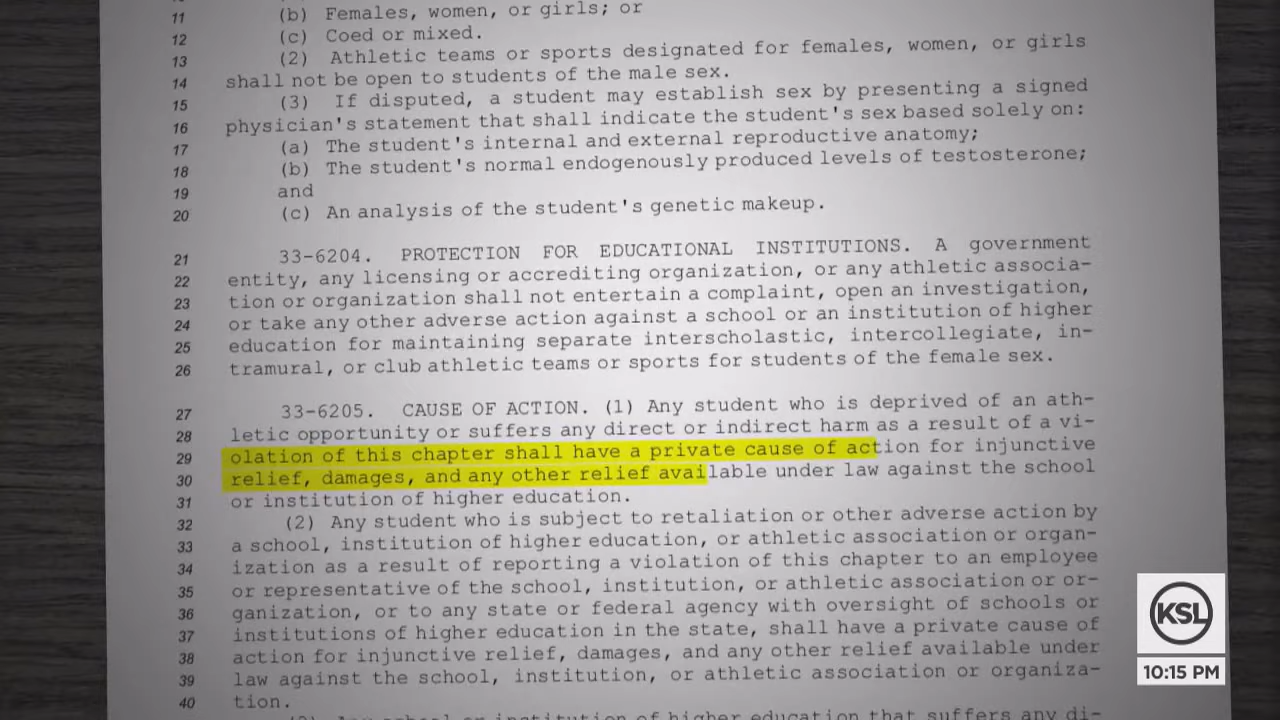 11 (b) Females, women, or girls; or
12 (c) Coed or mixed.
13 (2) Athletic teams or sports designated for females, women, or girls
14 shall not be open to students of the male sex.
15 (3) If disputed, a student may establish sex by presenting a signed
16 physician's statement that shall indicate the student's sex based solely on:
17 (a) The student's internal and external reproductive anatomy;
18 (b) The student's normal endogenously produced levels of testosterone;
19 and
20 (c) An analysis of the student's genetic makeup.
21 33-6204. PROTECTION FOR EDUCATIONAL INSTITUTIONS. A government
22 entity, any licensing or accrediting organization, or any athletic associa-
23 tion or organization shall not entertain a complaint, open an investigation,
24 or take any other adverse action against a school or an institution of higher
25 education for maintaining separate interscholastic, intercollegiate, in-
26 tramural, or club athletic teams or sports for students of the female sex.
27 33-6205. CAUSE OF ACTION. (1) Any student who is deprived of an ath-
28 letic opportunity or suffers any direct or indirect harm as a result of a vi-
29 olation of this chapter shall have a private cause of action for injunctive
30 relief, damages, and any other relief available under law against the school
31 or institution of higher education.
32 (2) Any student who is subject to retaliation or other adverse action by
33 a school, institution of higher education, or athletic association or organ-
34 ization as a result of reporting a violation of this chapter to an employee
35 or representative of the school, institution, or athletic association or or-
36 ganization, or to any state or federal agency with oversight of schools or
37 institutions of higher education in the state, shall have a private cause of
38 action for injunctive relief, damages, and any other relief available under
39 law against the school, institution, or athletic association or organiza-
40 tion.
(3) Any school or institution of higher education that suffers any di-
KSL
10:15 PM